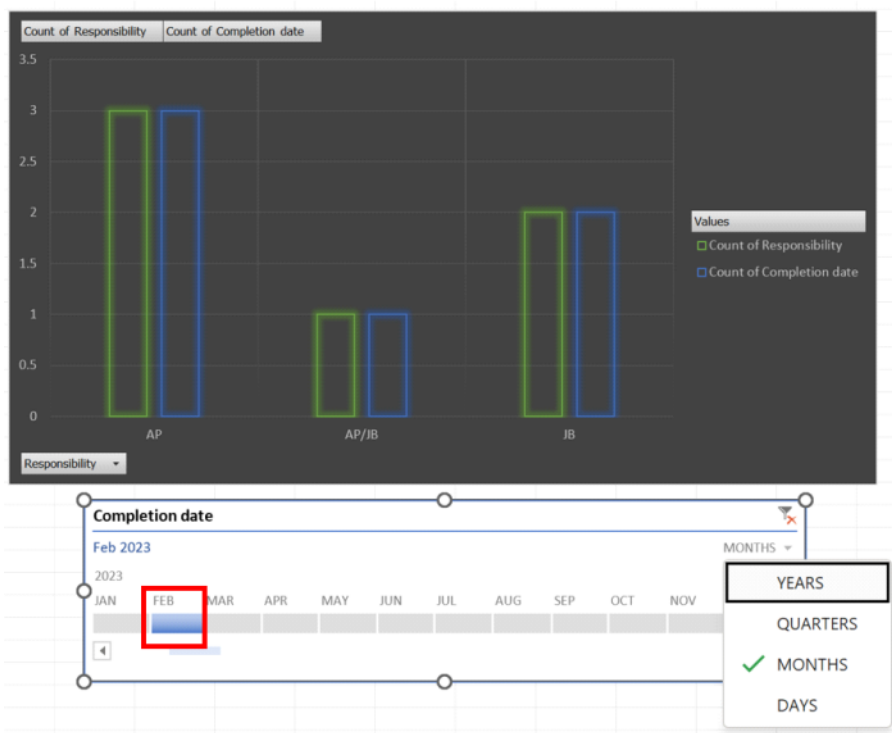 Count of Responsibility Count of Completion date
3.5
3
2.5
2
1.5
1
0.5
0
AP AP/JB JB
Values
Count of Responsibility
Count of Completion date
Responsibility
Completion date
Feb 2023 MONTHS
2023
JAN FEB MAR APR MAY JUN JUL AUG SEP OCT NOV
YEARS
QUARTERS
MONTHS
DAYS